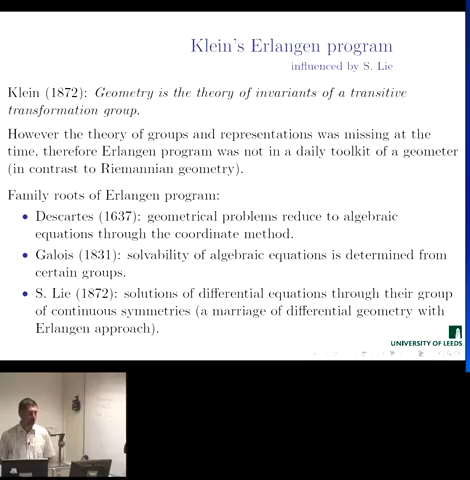 Klein's Erlangen program
influenced by S. Lie
Klein (1872): Geometry is the theory of invariants of a transitive
transformation group.
However the theory of groups and representations was missing at the
time, therefore Erlangen program was not in a daily toolkit of a geometer
(in contrast to Riemannian geometry).
Family roots of Erlangen program:
• Descartes (1637): geometrical problems reduce to algebraic
equations through the coordinate method.
• Galois (1831): solvability of algebraic equations is determined from
certain groups.
• S. Lie (1872): solutions of differential equations through their group
of continuous symmetries (a marriage of differential geometry with
Erlangen approach).
UNIVERSITY OF LEEDS